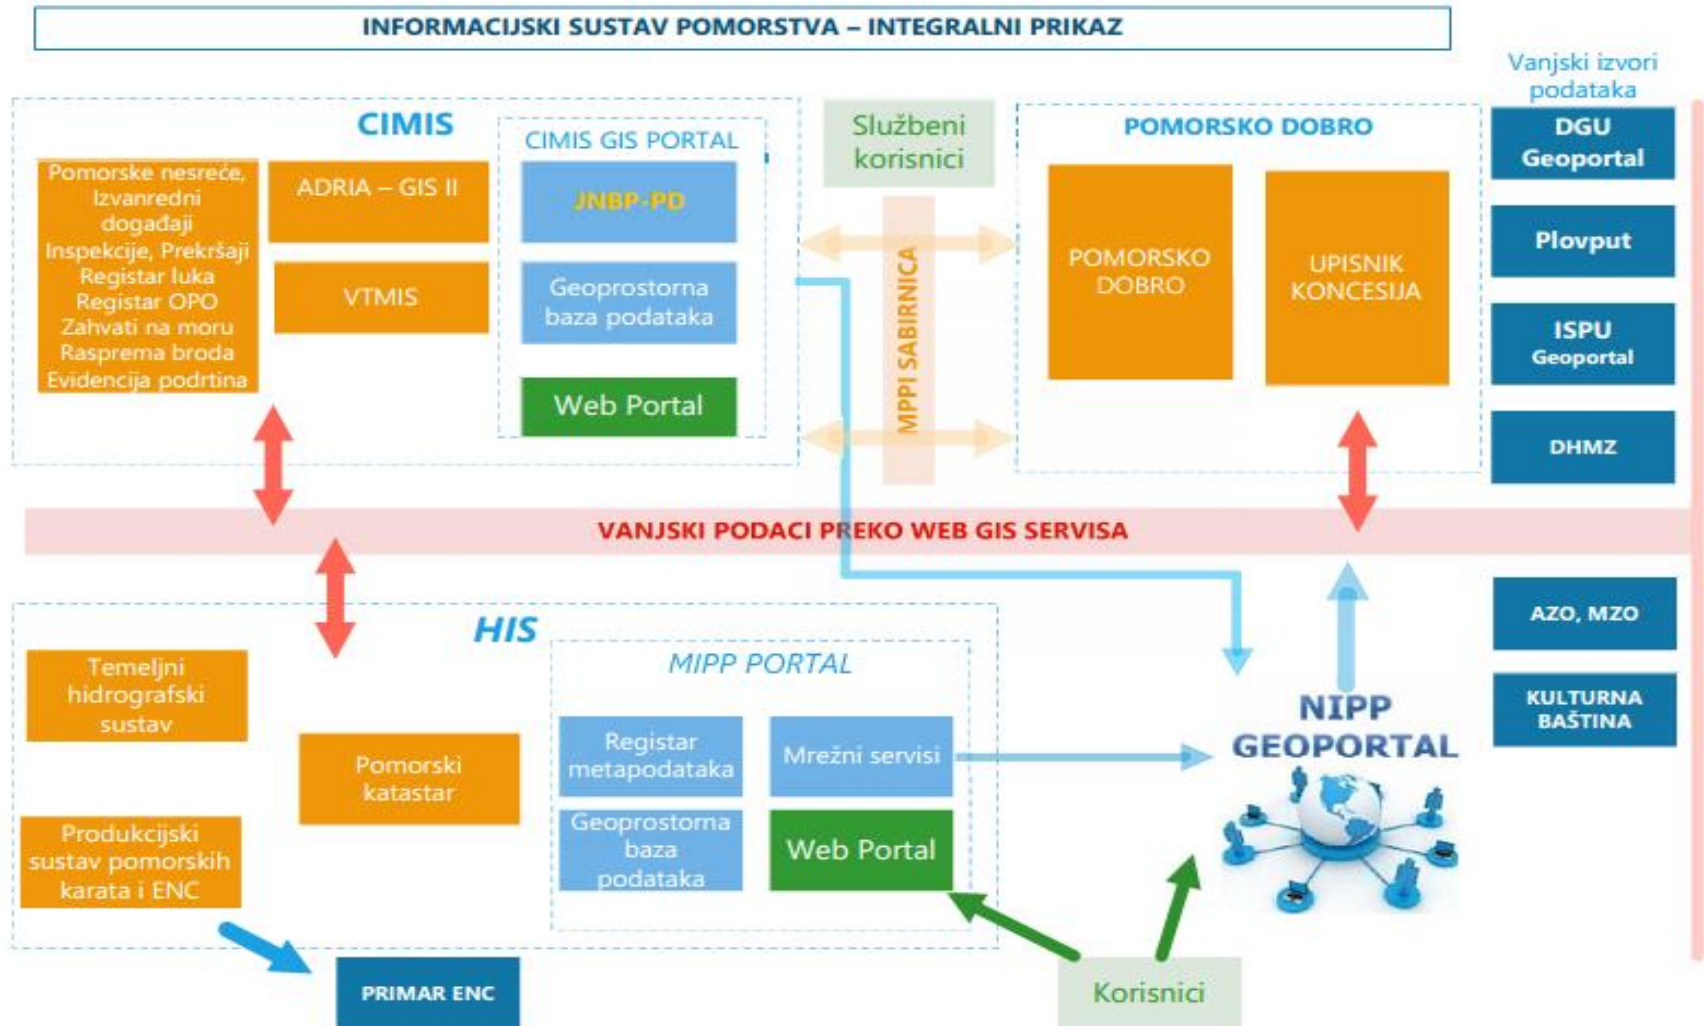 INFORMACIJSKI SUSTAV POMORSTVA – INTEGRALNI PRIKAZ
CIMIS
Pomorske nesreće,
Izvanredni
događaji
Inspekcije, Prekršaji
Registar luka
Registar OPO
Zahvati na moru
Rasprema broda
Evidencija podrtina
ADRIA – GIS II
VTMIS
CIMIS GIS PORTAL
JNBP-PD
Geoprostorna
baza podataka
Web Portal
Službeni
korisnici
MPPI SABIRNICA
POMORSKO DOBRO
POMORSKO
DOBRO
UPISNIK
KONCESIJA
Vanjski izvori
podataka
DGU
Geoportal
Plovput
ISPU
Geoportal
DHMZ
VANJSKI PODACI PREKO WEB GIS SERVISA
AZO, MZO
KULTURNA
BAŠTINA
HIS
Temeljni
hidrografski
sustav
Pomorski
katastar
Produkcijski
sustav pomorskih
karata i ENC
MIPP PORTAL
Registar
metapodataka
Mrežni servisi
Geoprostorna
baza
podataka
Web Portal
NIPP
GEOPORTAL
PRIMAR ENC
Korisnici